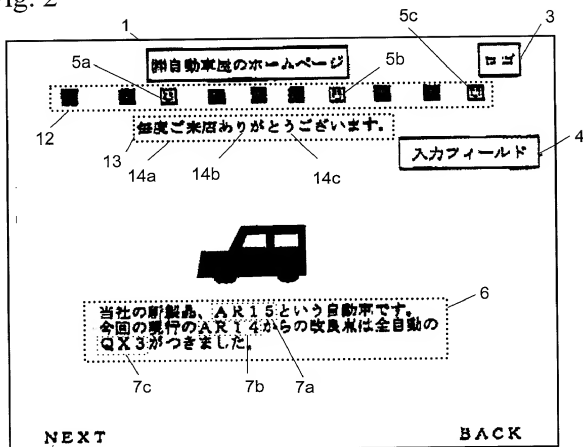 Fig. 2
1
5a
5b
5c
3
㈱自動車屋のホームページ
ロゴ
12
毎度ご来店ありがとうございます。
13
14a
14b
14c
4
入力フィールド
当社の新製品、AR15という自動車です。
今回の現行のAR14からの改良点は全自動の
QX3がつきました。
6
7c
7b
7a
NEXT
BACK